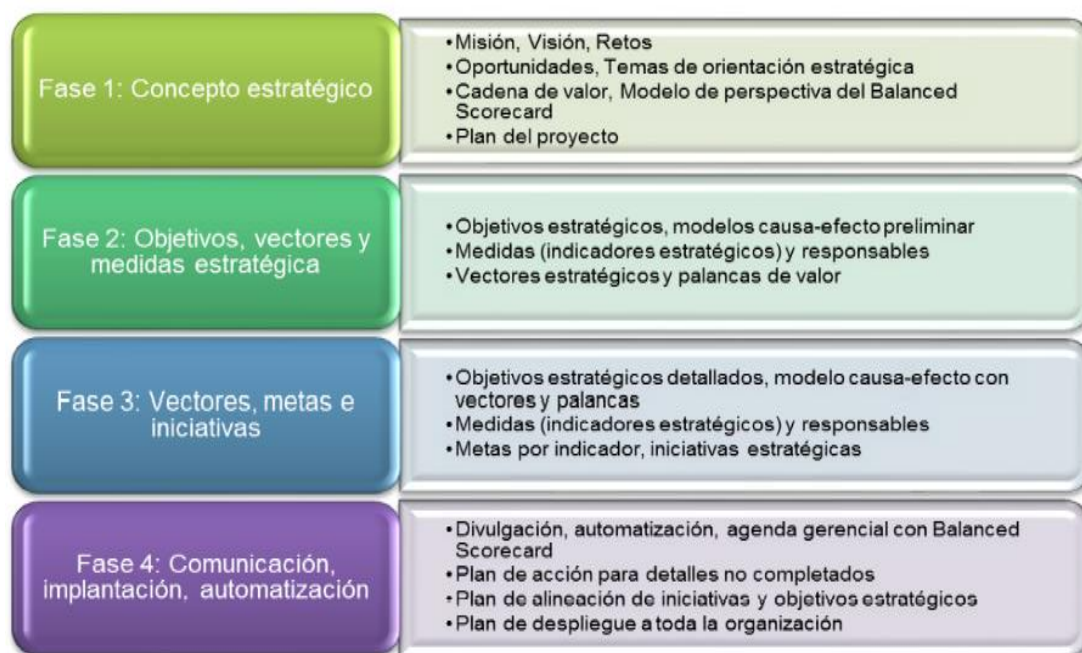 Fase 1: Concepto estratégico
•Misión, Visión, Retos
•Oportunidades, Temas de orientación estratégica
•Cadena de valor, Modelo de perspectiva del Balanced
Scorecard
•Plan del proyecto
Fase 2: Objetivos, vectores y
medidas estratégica
•Objetivos estratégicos, modelos causa-efecto preliminar
•Medidas (indicadores estratégicos) y responsables
•Vectores estratégicos y palancas de valor
Fase 3: Vectores, metas e
iniciativas
•Objetivos estratégicos detallados, modelo causa-efecto con
vectores y palancas
•Medidas (indicadores estratégicos) y responsables
•Metas por indicador, iniciativas estratégicas
Fase 4: Comunicación,
implantación, automatización
•Divulgación, automatización, agenda gerencial con Balanced
Scorecard
•Plan de acción para detalles no completados
•Plan de alineación de iniciativas y objetivos estratégicos
•Plan de despliegue a toda la organización